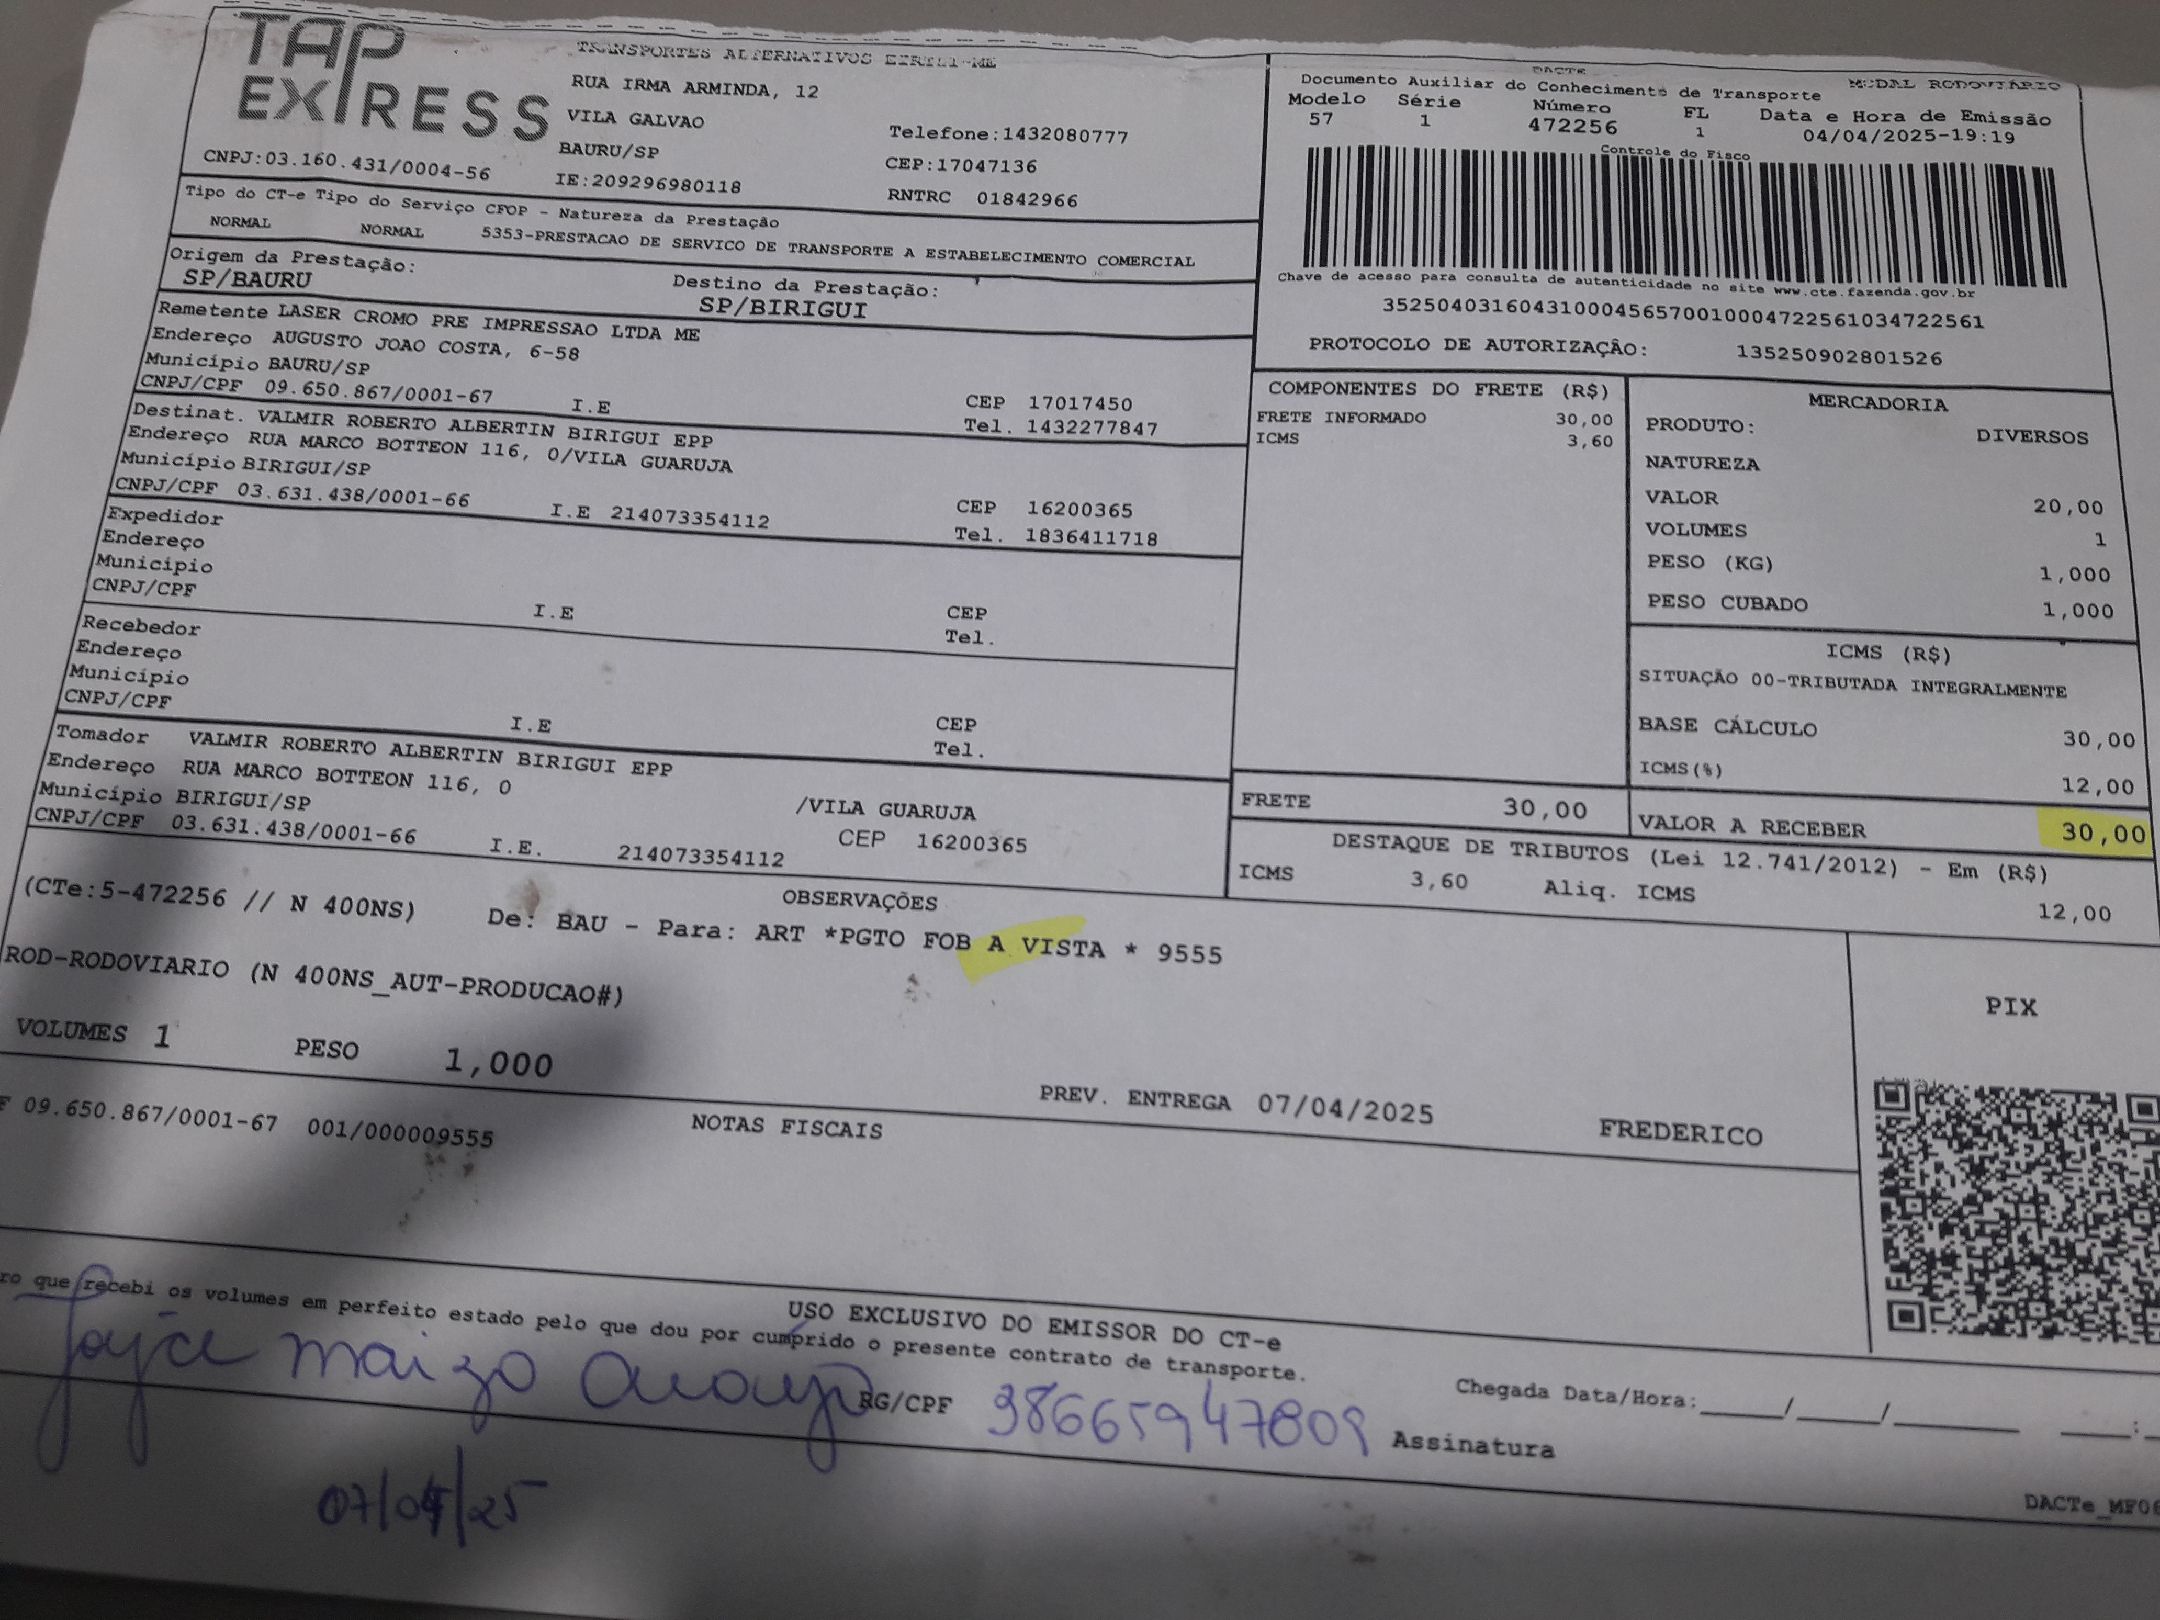 TAP EXPRESS
TRANSPORTES ALTERNATIVOS EIRELI-ME
RUA IRMA ARMINDA, 12
VILA GALVAO
Telefone:1432080777
BAURU/SP
CEP:17047136
CNPJ:03.160.431/0004-56
IE:209296980118
RNTRC 01842966
DACTE
MODAL RODOVIÁRIO
Documento Auxiliar do Conhecimento de Transporte
Modelo Série Número FL Data e Hora de Emissão
57 1 472256 1 04/04/2025-19:19
Controle do Fisco
Chave de acesso para consulta de autenticidade no site www.cte.fazenda.gov.br
35250403160431000456570010004722561034722561
PROTOCOLO DE AUTORIZAÇÂO: 135250902801526
Tipo do CT-e Tipo do Serviço CFOP - Natureza da Prestação
NORMAL NORMAL 5353-PRESTACAO DE SERVICO DE TRANSPORTE A ESTABELECIMENTO COMERCIAL
Origem da Prestação: Destino da Prestação:
SP/BAURU SP/BIRIGUI
Remetente LASER CROMO PRE IMPRESSAO LTDA ME
Endereço AUGUSTO JOAO COSTA, 6-58
Município BAURU/SP CEP 17017450
CNPJ/CPF 09.650.867/0001-67 I.E Tel. 1432277847
Destinat. VALMIR ROBERTO ALBERTIN BIRIGUI EPP
Endereço RUA MARCO BOTTEON 116, 0/VILA GUARUJA
Município BIRIGUI/SP CEP 16200365
CNPJ/CPF 03.631.438/0001-66 I.E 214073354112 Tel. 1836411718
Expedidor
Endereço
Município CEP
CNPJ/CPF I.E Tel.
Recebedor
Endereço
Município CEP
CNPJ/CPF I.E Tel.
Tomador VALMIR ROBERTO ALBERTIN BIRIGUI EPP
Endereço RUA MARCO BOTTEON 116, 0 /VILA GUARUJA
Município BIRIGUI/SP CEP 16200365
CNPJ/CPF 03.631.438/0001-66 I.E. 214073354112
COMPONENTES DO FRETE (R$)
FRETE INFORMADO 30,00
ICMS 3,60
FRETE 30,00
MERCADORIA
PRODUTO: DIVERSOS
NATUREZA
VALOR 20,00
VOLUMES 1
PESO (KG) 1,000
PESO CUBADO 1,000
ICMS (R$)
SITUAÇÃO 00-TRIBUTADA INTEGRALMENTE
BASE CÁLCULO 30,00
ICMS(%) 12,00
VALOR A RECEBER 30,00
DESTAQUE DE TRIBUTOS (Lei 12.741/2012) - Em (R$)
ICMS 3,60 Aliq. ICMS 12,00
OBSERVAÇÕES
(CTe:5-472256 // N 400NS) De: BAU - Para: ART *PGTO FOB A VISTA * 9555
ROD-RODOVIARIO (N 400NS_AUT-PRODUCAO#)
VOLUMES 1 PESO 1,000
PREV. ENTREGA 07/04/2025 FREDERICO
PIX
NOTAS FISCAIS
09.650.867/0001-67 001/000009555
USO EXCLUSIVO DO EMISSOR DO CT-e
que recebi os volumes em perfeito estado pelo que dou por cumprido o presente contrato de transporte.
Chegada Data/Hora:____/____/______ ____:
RG/CPF 38665947809 Assinatura
07/04/25